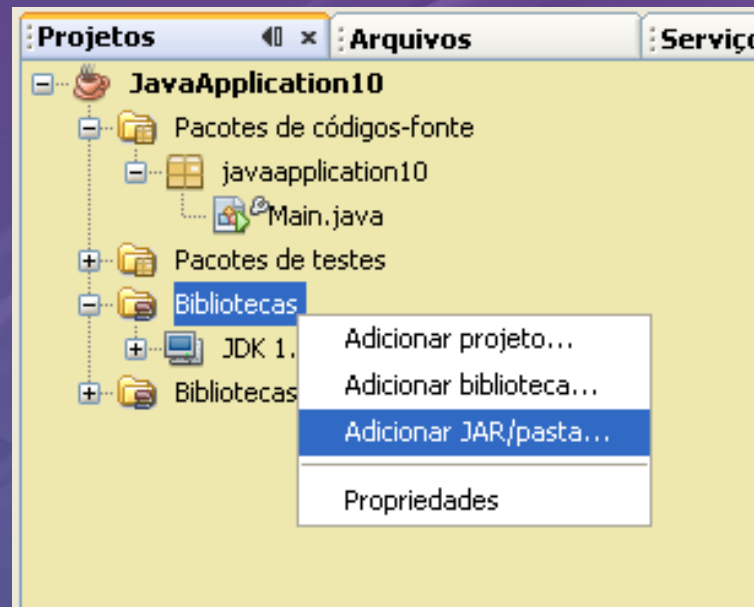 Projetos Arquivos Serviço
JavaApplication10
Pacotes de códigos-fonte
javaapplication10
Main.java
Pacotes de testes
Bibliotecas
JDK 1.
Bibliotecas
Adicionar projeto...
Adicionar biblioteca...
Adicionar JAR/pasta...
Propriedades